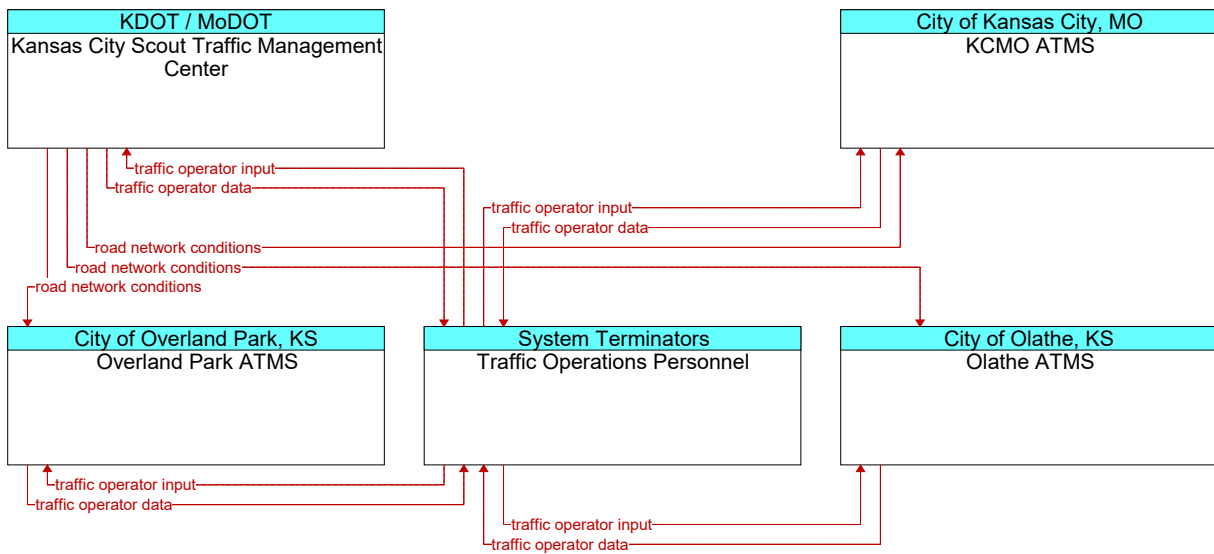 KDOT / MoDOT
Kansas City Scout Traffic Management
Center
City of Kansas City, MO
KCMO ATMS
traffic operator input
traffic operator data
traffic operator input
traffic operator data
road network conditions
road network conditions
road network conditions
City of Overland Park, KS
Overland Park ATMS
System Terminators
Traffic Operations Personnel
City of Olathe, KS
Olathe ATMS
traffic operator input
traffic operator data
traffic operator input
traffic operator data